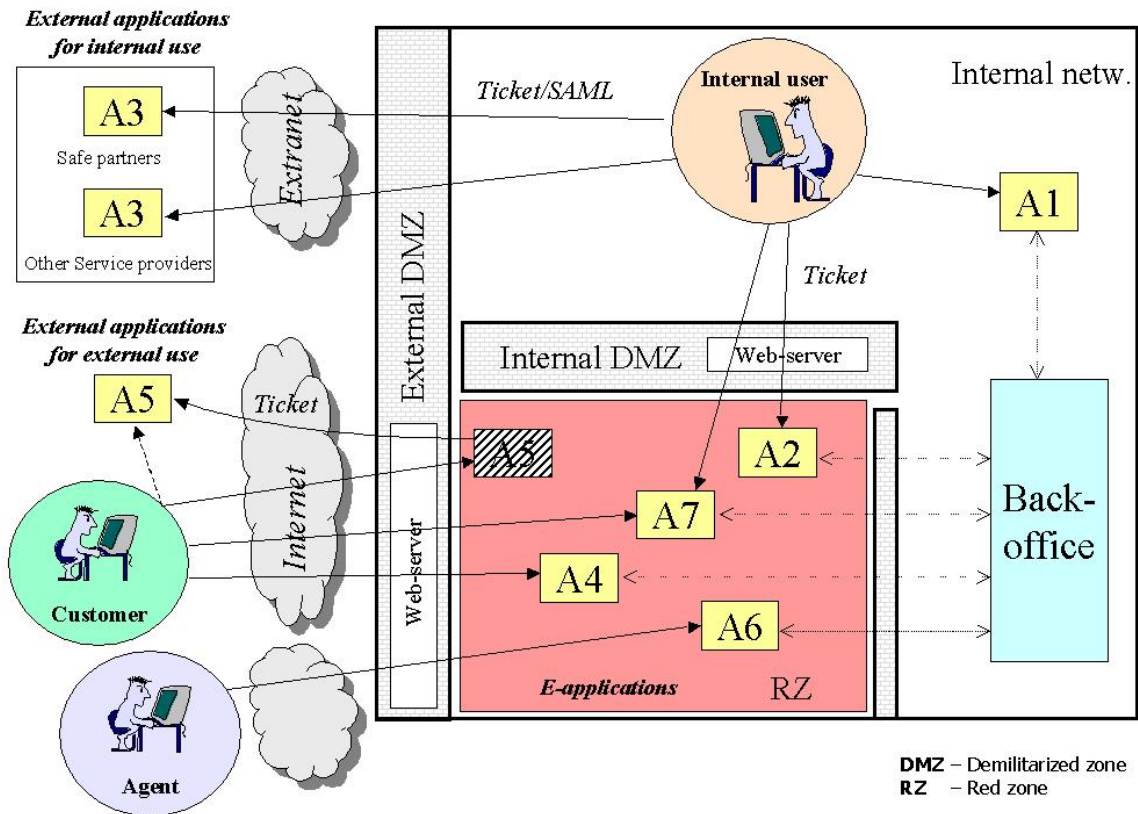 External applications
for internal use
A3
Safe partners
A3
Other Service providers
Extranet
Ticket/SAML
Internal user
Internal netw.
A1
Ticket
External DMZ
Internal DMZ
Web-server
External applications
for external use
A5
Ticket
Internet
Web-server
A5
A2
A7
A4
A6
E-applications
RZ
Back-
office
Customer
Agent
DMZ – Demilitarized zone
RZ – Red zone